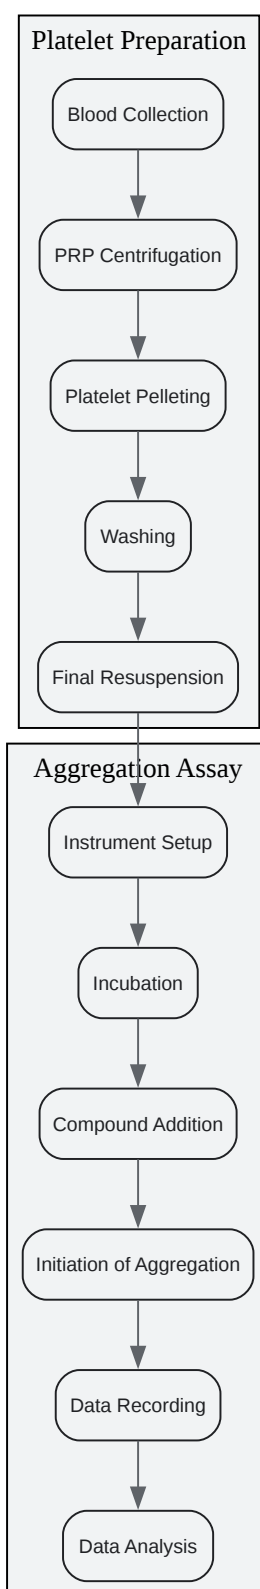 Platelet Preparation
Blood Collection
PRP Centrifugation
Platelet Pelleting
Washing
Final Resuspension
Aggregation Assay
Instrument Setup
Incubation
Compound Addition
Initiation of Aggregation
Data Recording
Data Analysis